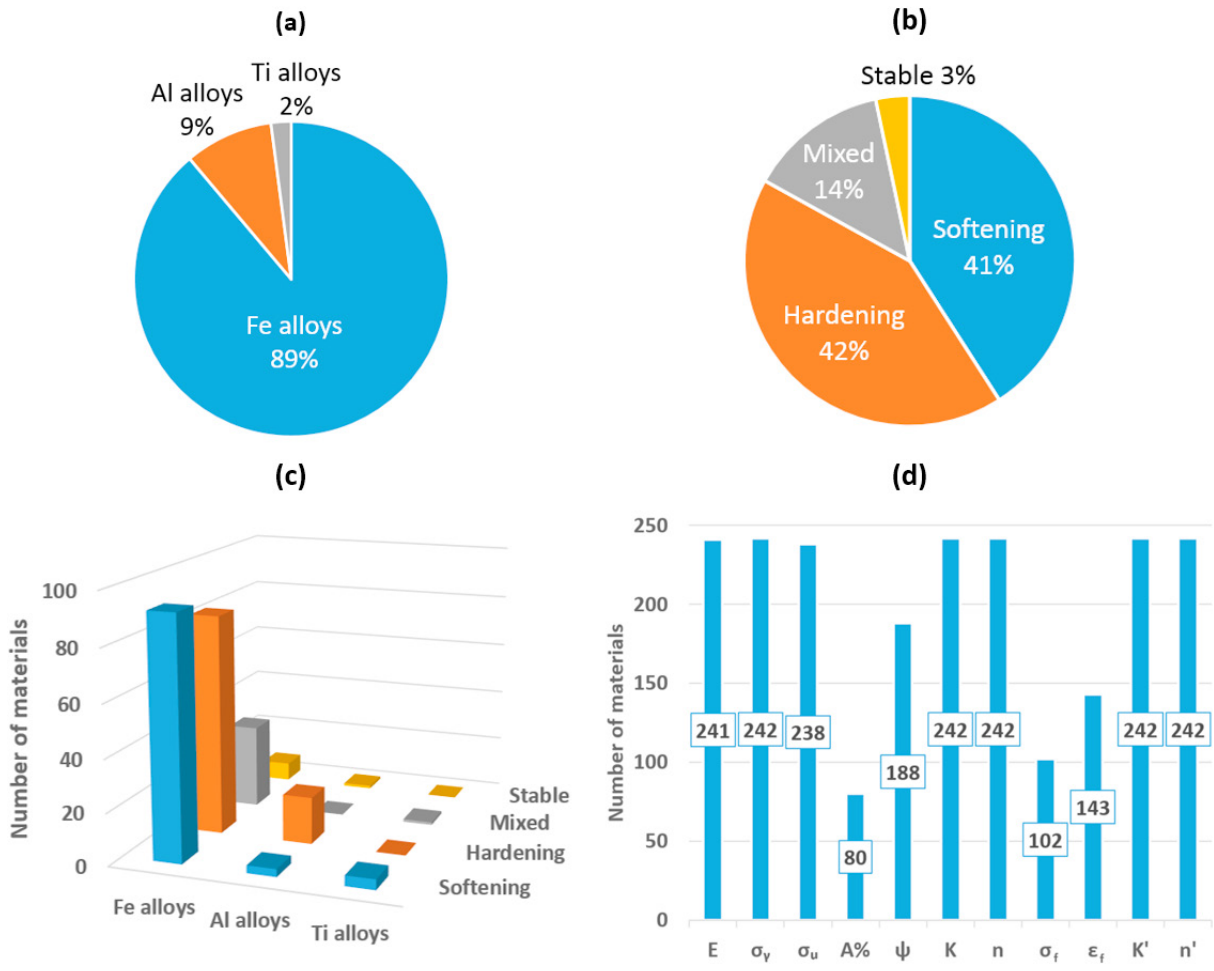 (a)
Ti alloys
2%
Al alloys
9%
Fe alloys
89%
(b)
Stable 3%
Mixed
14%
Softening
41%
Hardening
42%
(c)
Number of materials
100
80
60
40
20
0
Fe alloys
Al alloys
Ti alloys
Stable
Mixed
Hardening
Softening
(d)
Number of materials
250
200
150
100
50
0
241
242
238
80
188
242
242
102
143
242
242
E
σᵧ
σᵤ
A%
ψ
K
n
σf
εf
K'
n'